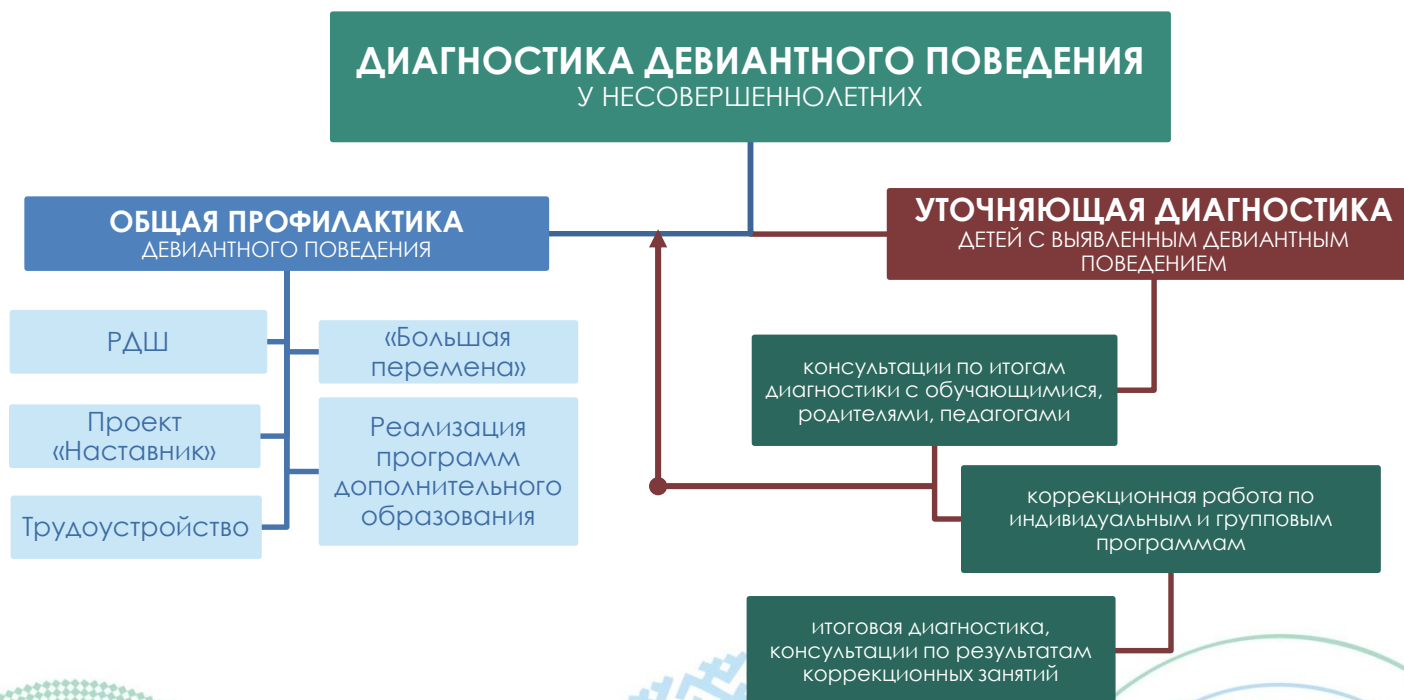 ДИАГНОСТИКА ДЕВИАНТНОГО ПОВЕДЕНИЯ
У НЕСОВЕРШЕННОЛЕТНИХ
ОБЩАЯ ПРОФИЛАКТИКА
ДЕВИАНТНОГО ПОВЕДЕНИЯ
РДШ
«Большая
перемена»
Проект
«Наставник»
Реализация
программ
дополнительного
образования
Трудоустройство
УТОЧНЯЮЩАЯ ДИАГНОСТИКА
ДЕТЕЙ С ВЫЯВЛЕННЫМ ДЕВИАНТНЫМ
ПОВЕДЕНИЕМ
консультации по итогам
диагностики с обучающимися,
родителями, педагогами
коррекционная работа по
индивидуальным и групповым
программам
итоговая диагностика,
консультации по результатам
коррекционных занятий